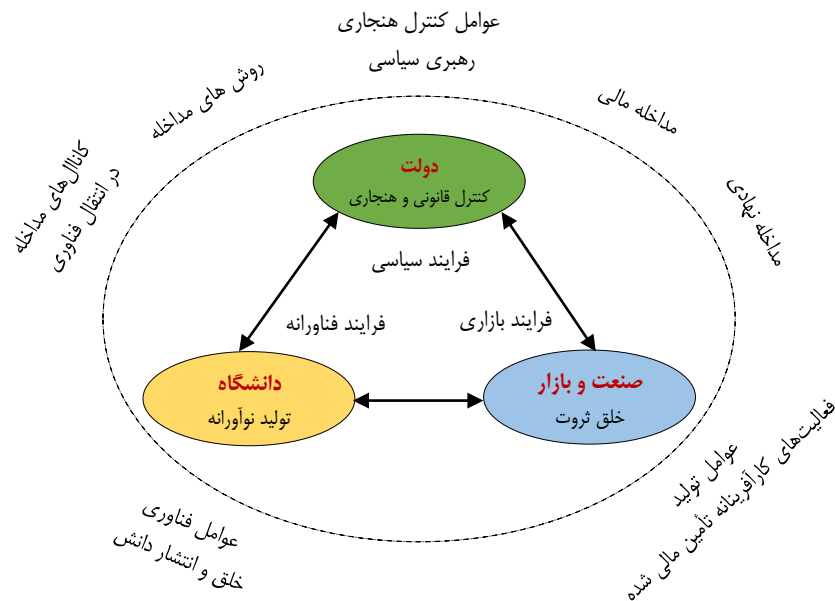 عوامل کنترل هنجاری
رهبری سیاسی
روش های مداخله
مداخله مالی
کانال‌های مداخله
در انتقال فناوری
مداخله نهادی
دولت
کنترل قانونی و هنجاری
فرایند سیاسی
فرایند بازاری
فرایند فناورانه
صنعت و بازار
خلق ثروت
دانشگاه
تولید نوآورانه
عوامل تولید
فعالیت‌های کارآفرینانه تأمین مالی شده
عوامل فناوری
خلق و انتشار دانش